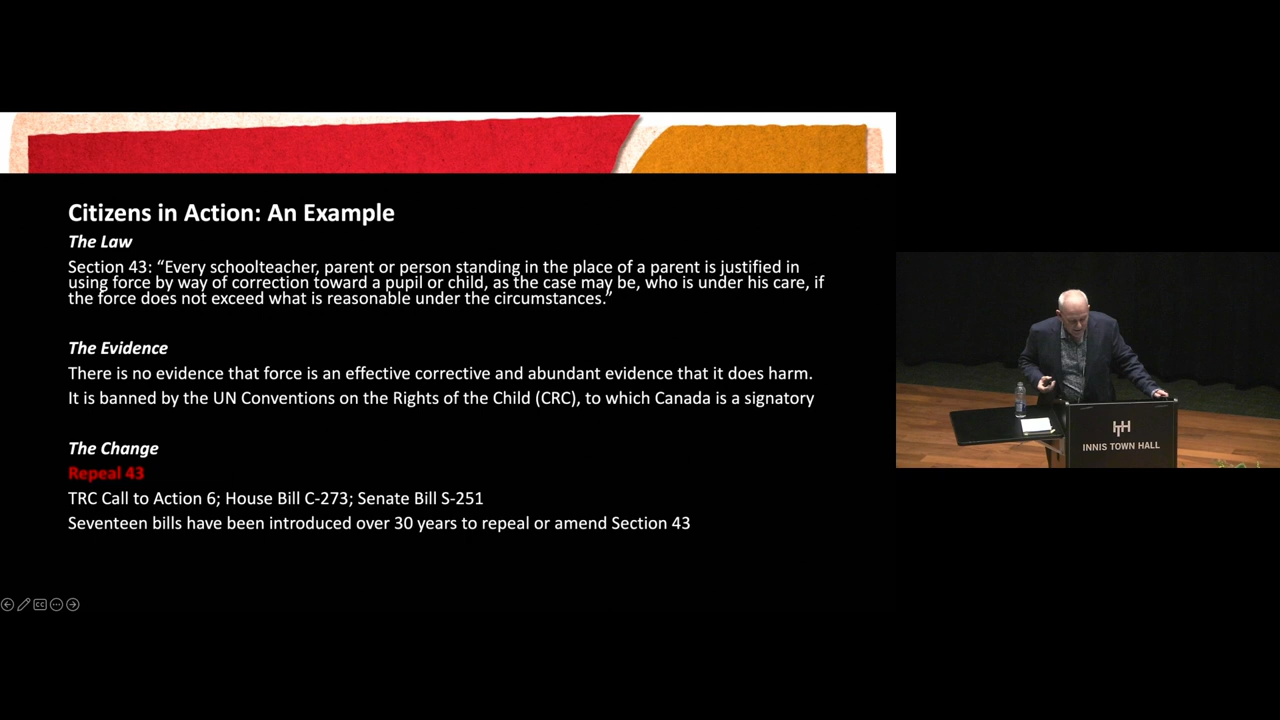 Citizens in Action: An Example
The Law
Section 43: “Every schoolteacher, parent or person standing in the place of a parent is justified in
using force by way of correction toward a pupil or child, as the case may be, who is under his care, if
the force does not exceed what is reasonable under the circumstances.”
The Evidence
There is no evidence that force is an effective corrective and abundant evidence that it does harm.
It is banned by the UN Conventions on the Rights of the Child (CRC), to which Canada is a signatory
The Change
Repeal 43
TRC Call to Action 6; House Bill C-273; Senate Bill S-251
Seventeen bills have been introduced over 30 years to repeal or amend Section 43
CC
ITH
INNIS TOWN HALL